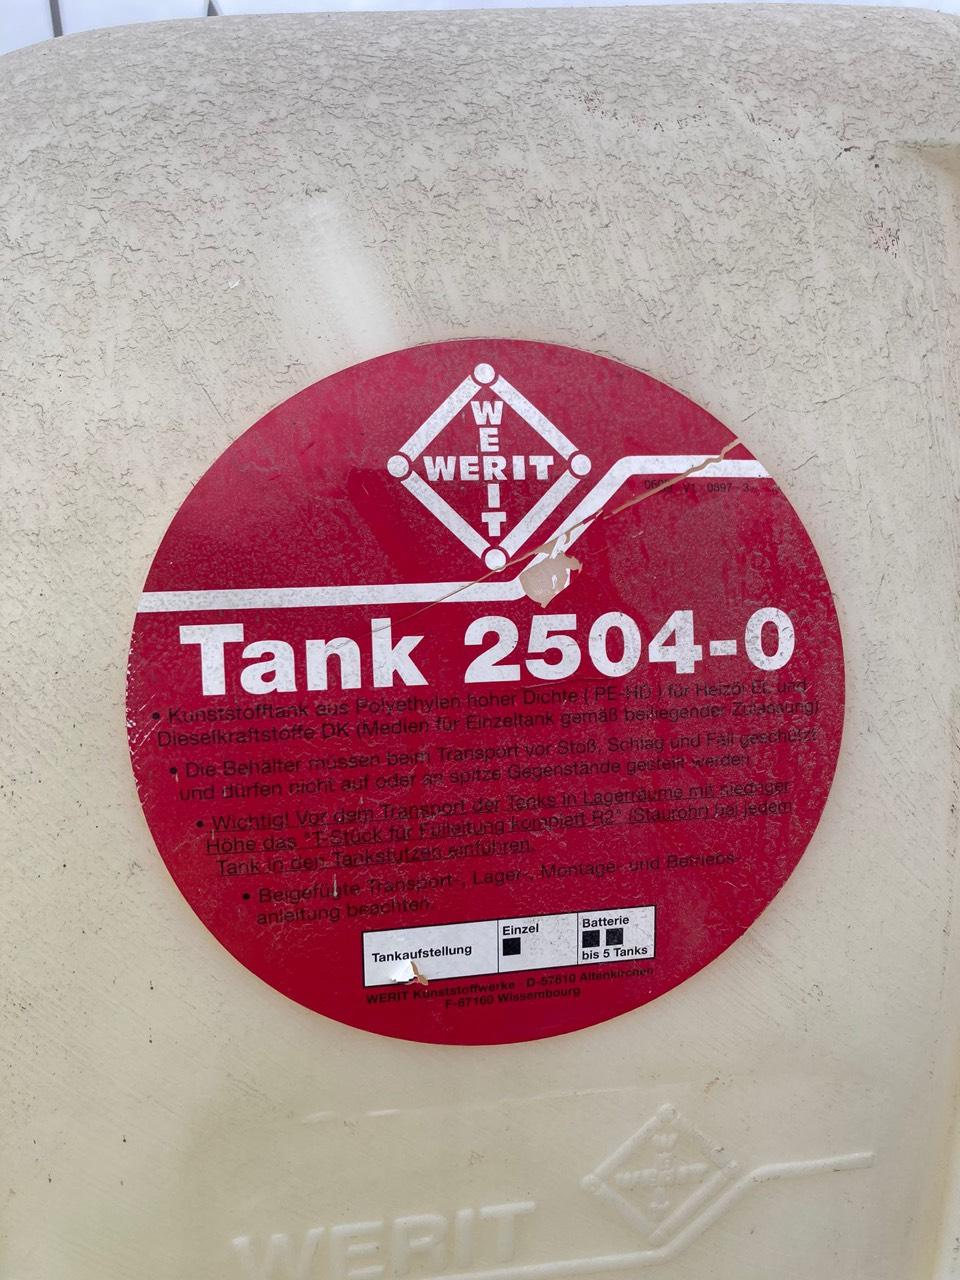 WERIT
WERIT
0897-3
Tank 2504-0
• Kunststofftank aus Polyethylen hoher Dichte ( PE-HD ) für Heizöl EL und
Dieselkraftstoffe DK (Medien für Einzeltank gemäß beiliegender Zulassung)
• Die Behälter müssen beim Transport vor Stoß, Schlag und Fall geschützt
und dürfen nicht auf oder an spitze Gegenstände gestellt werden
• Wichtig! Vor dem Transport der Tanks in Lagerräume mit niedriger
Höhe das "T-Stück für Füllleitung komplett R2" (Staurohr) bei jedem
Tank in den Tankstutzen einführen.
• Beigefügte Transport-, Lager-, Montage- und Betriebs-
anleitung beachten.
Tankaufstellung
Einzel
Batterie
bis 5 Tanks
WERIT Kunststoffwerke D-57610 Altenkirchen
F-67160 Wissembourg
WERIT
WERIT